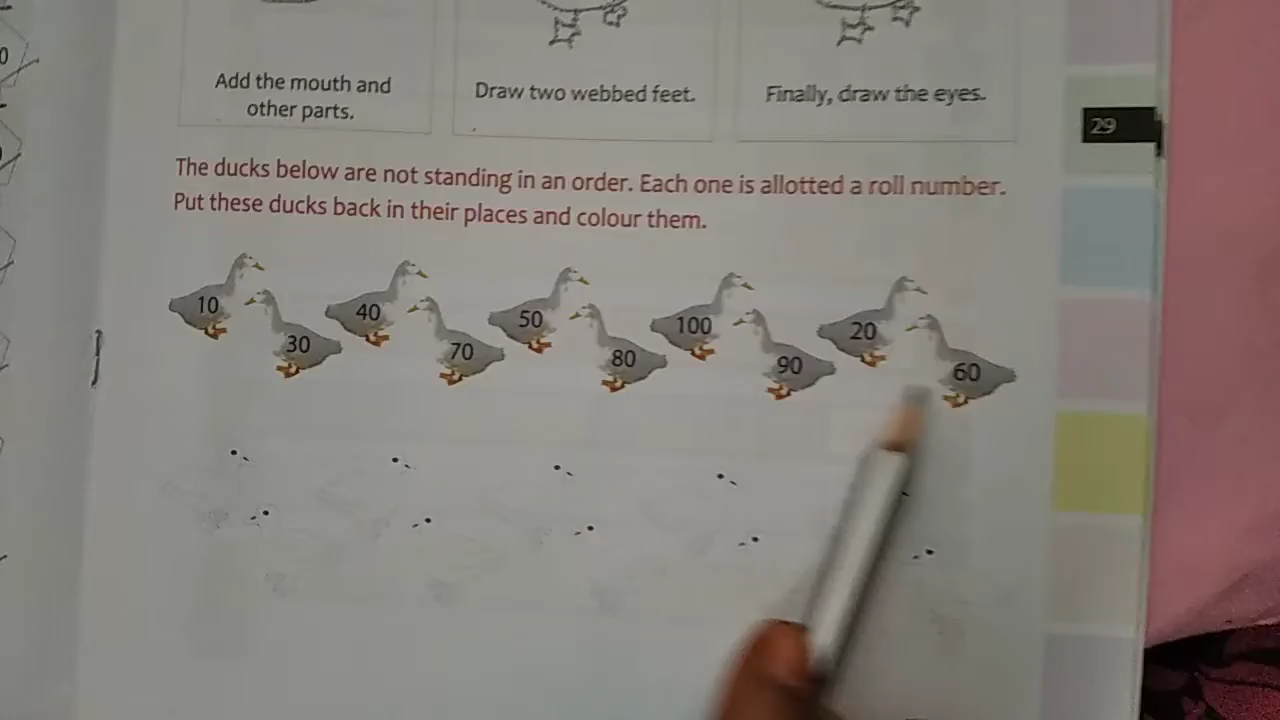 Add the mouth and
other parts.
Draw two webbed feet.
Finally, draw the eyes.
29
The ducks below are not standing in an order. Each one is allotted a roll number.
Put these ducks back in their places and colour them.
10 40 50 100 20
30 70 80 90 60